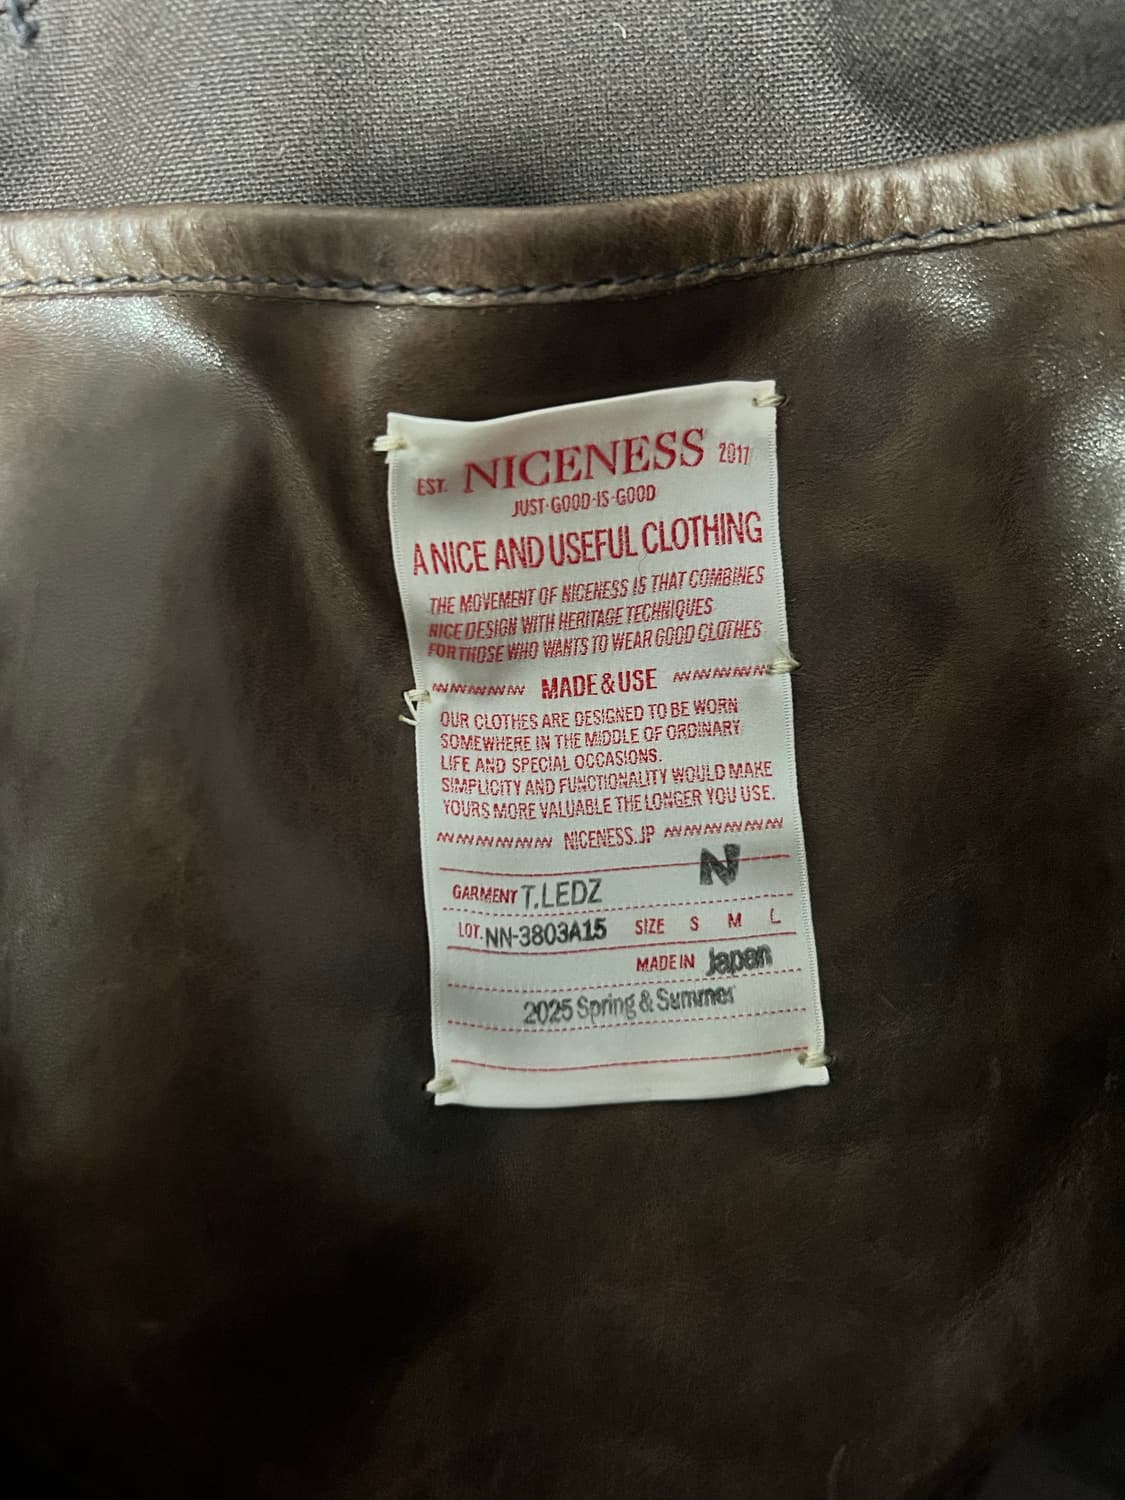 EST. NICENESS 2017
JUST·GOOD·IS·GOOD
A NICE AND USEFUL CLOTHING
THE MOVEMENT OF NICENESS IS THAT COMBINES
NICE DESIGN WITH HERITAGE TECHNIQUES
FOR THOSE WHO WANTS TO WEAR GOOD CLOTHES
MADE & USE
OUR CLOTHES ARE DESIGNED TO BE WORN
SOMEWHERE IN THE MIDDLE OF ORDINARY
LIFE AND SPECIAL OCCASIONS.
SIMPLICITY AND FUNCTIONALITY WOULD MAKE
YOURS MORE VALUABLE THE LONGER YOU USE.
NICENESS.JP
N
GARMENT T.LEDZ
LOT. NN-3803A15 SIZE S M L
MADE IN Japan
2025 Spring & Summer